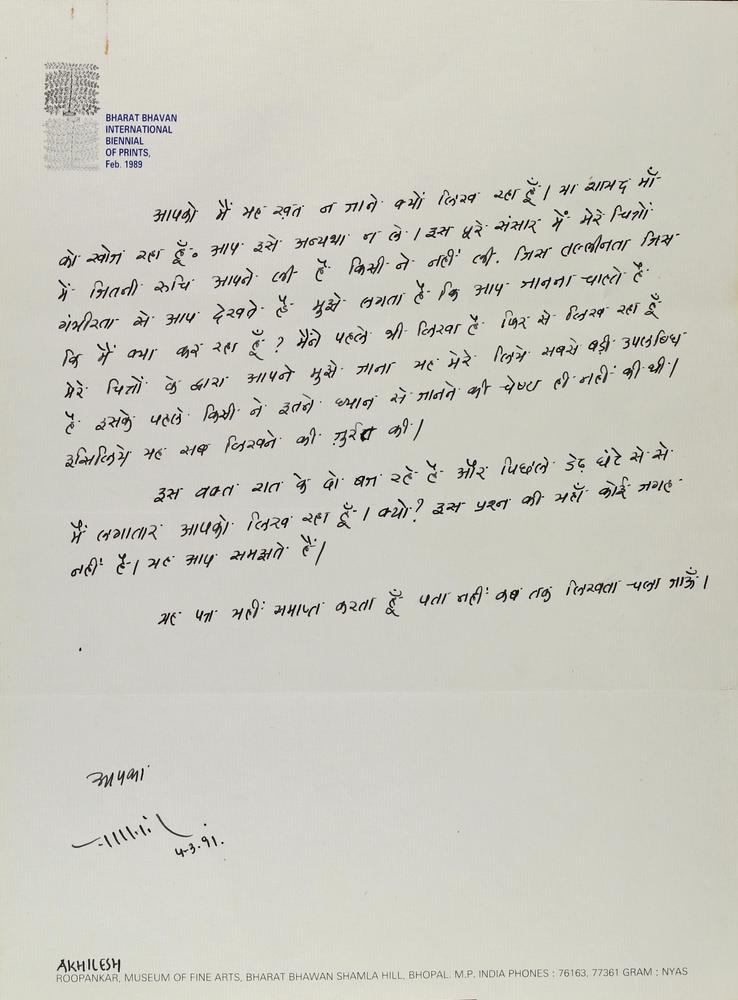 BHARAT BHAVAN
INTERNATIONAL
BIENNIAL
OF PRINTS,
Feb. 1989
आपको मैं यह ख़त न जाने क्यों लिख रहा हूँ। या शायद माँ
को खोज रहा हूँ. आप इसे अन्यथा न ले। इस पूरे संसार में मेरे चित्रों
में जितनी रुचि आपने ली है किसी ने नहीं ली. जिस तल्लीनता जिस
गंभीरता से आप देखते हैं मुझे लगता है कि आप जानना चाहते हैं
कि मैं क्या कर रहा हूँ? मैंने पहले भी लिखा है फिर से लिख रहा हूँ
मेरे चित्रों के द्वारा आपने मुझे जाना यह मेरे लिये सबसे बड़ी उपलब्धि
है इसके पहले किसी ने इतने ध्यान से जानने की चेष्टा ही नहीं की थी।
इसिलिये यह सब लिखने की ज़ुर्रत की।
इस वक्त रात के दो बज रहे हैं और पिछले डेढ़ घंटे से से
मैं लगातार आपको लिख रहा हूँ। क्यों? इस प्रश्न की यहाँ कोई जगह
नहीं है। यह आप समझते हैं।
यह पत्र यहीं समाप्त करता हूँ पता नहीं कब तक लिखता चला जाऊँ।
आपका
4-3-91.
AKHILESH
ROOPANKAR, MUSEUM OF FINE ARTS, BHARAT BHAWAN SHAMLA HILL, BHOPAL. M.P. INDIA PHONES : 76163, 77361 GRAM : NYAS